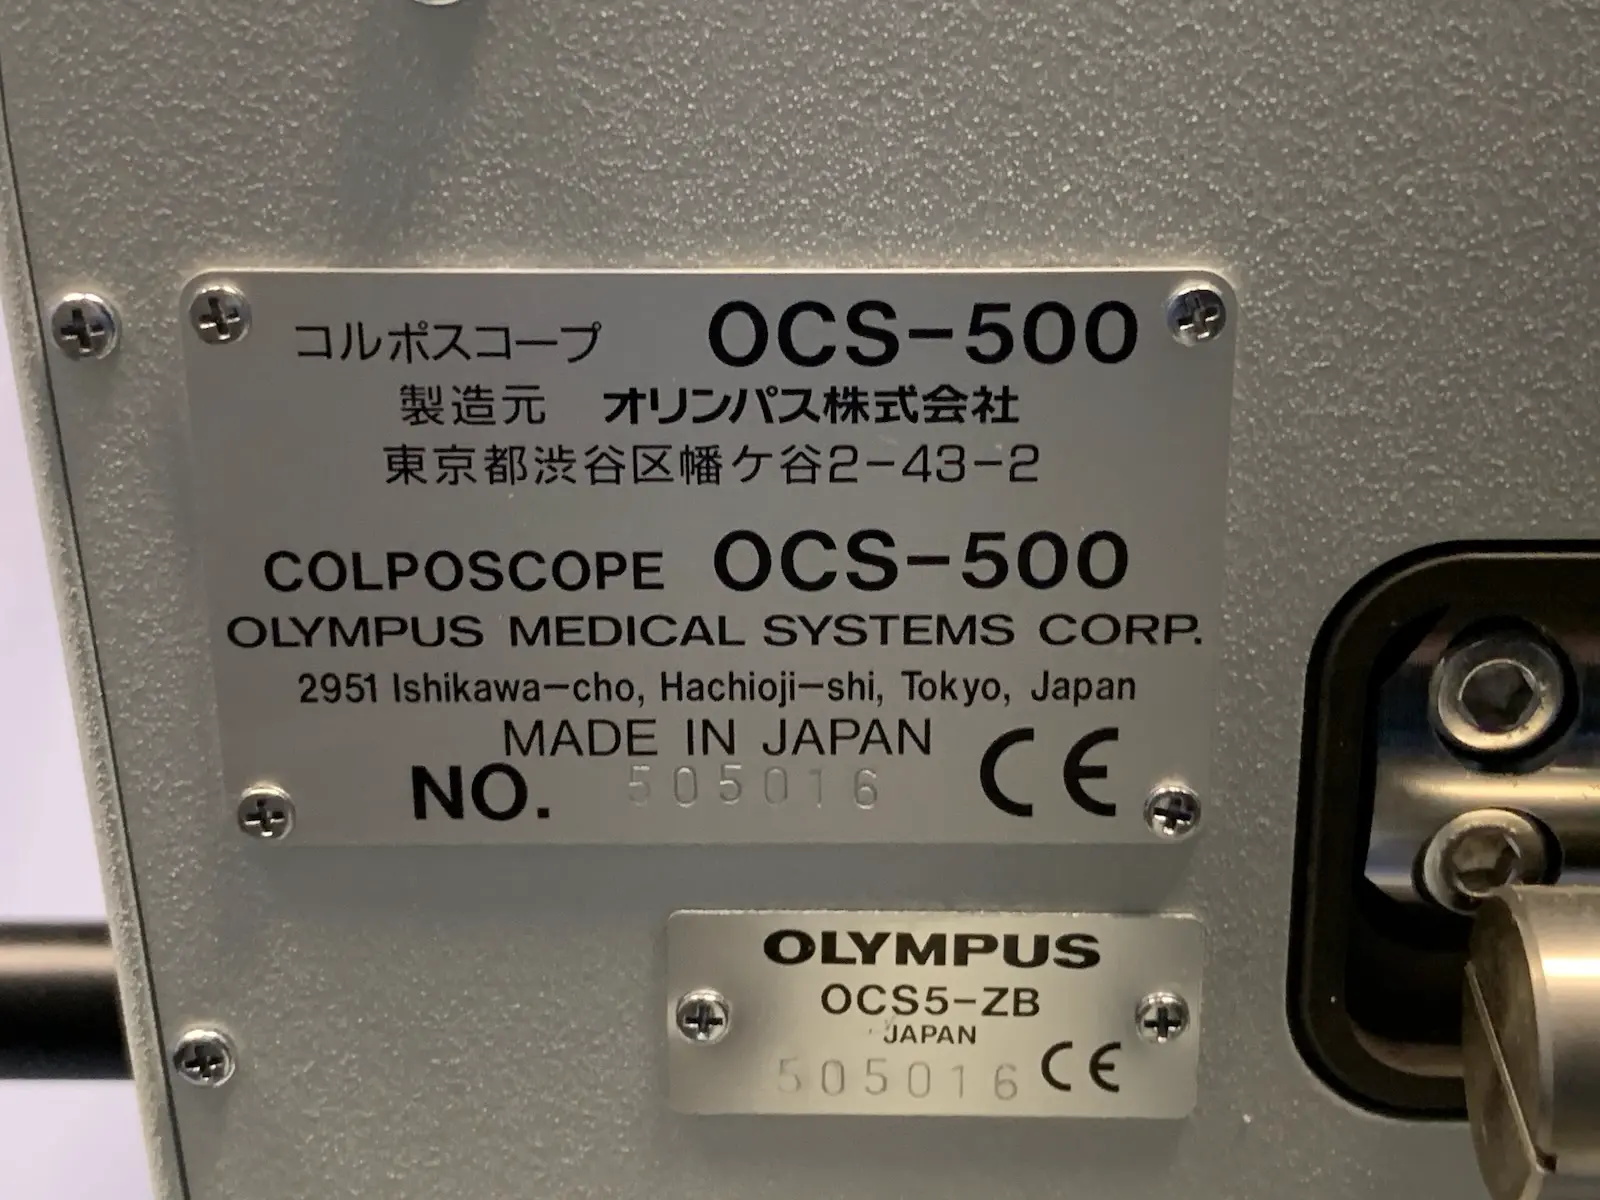 コルポスコープ OCS-500
製造元 オリンパス株式会社
東京都渋谷区幡ケ谷2-43-2
COLPOSCOPE OCS-500
OLYMPUS MEDICAL SYSTEMS CORP.
2951 Ishikawa-cho, Hachioji-shi, Tokyo, Japan
MADE IN JAPAN
NO. 505016 CE
OLYMPUS
OCS5-ZB
JAPAN
505016 CE